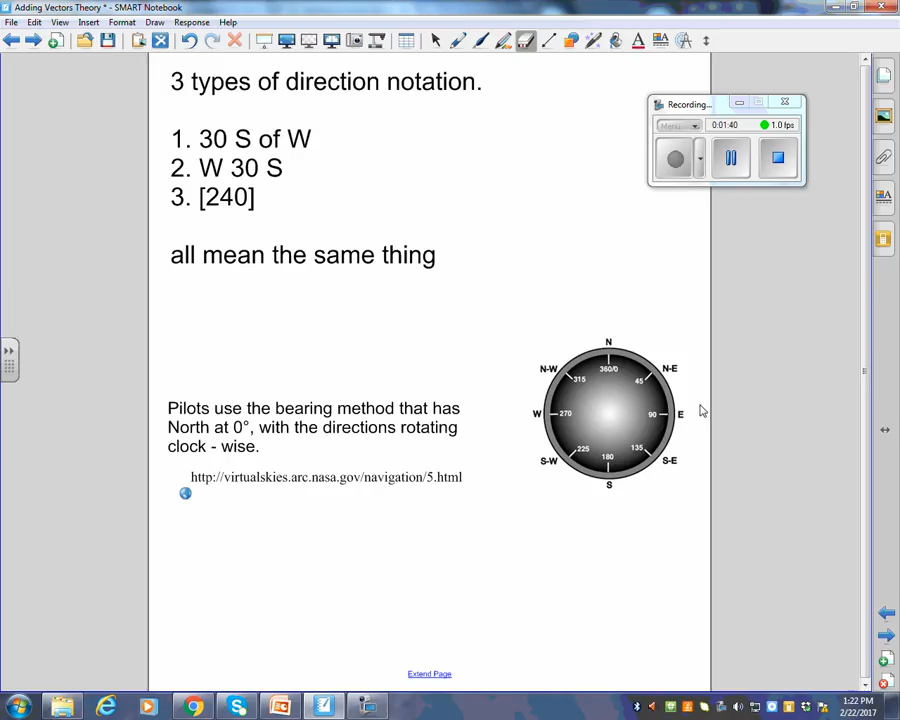 Adding Vectors Theory * - SMART Notebook
File Edit View Insert Format Draw Response Help
3 types of direction notation.
1. 30 S of W
2. W 30 S
3. [240]
all mean the same thing
Recording...
Menu
0:01:40 1.0 fps
Pilots use the bearing method that has
North at 0°, with the directions rotating
clock - wise.
http://virtualskies.arc.nasa.gov/navigation/5.html
N
N-W N-E
360/0
315 45
W 270 90 E
225 135
180
S-W S-E
S
Extend Page
1:22 PM
2/22/2017